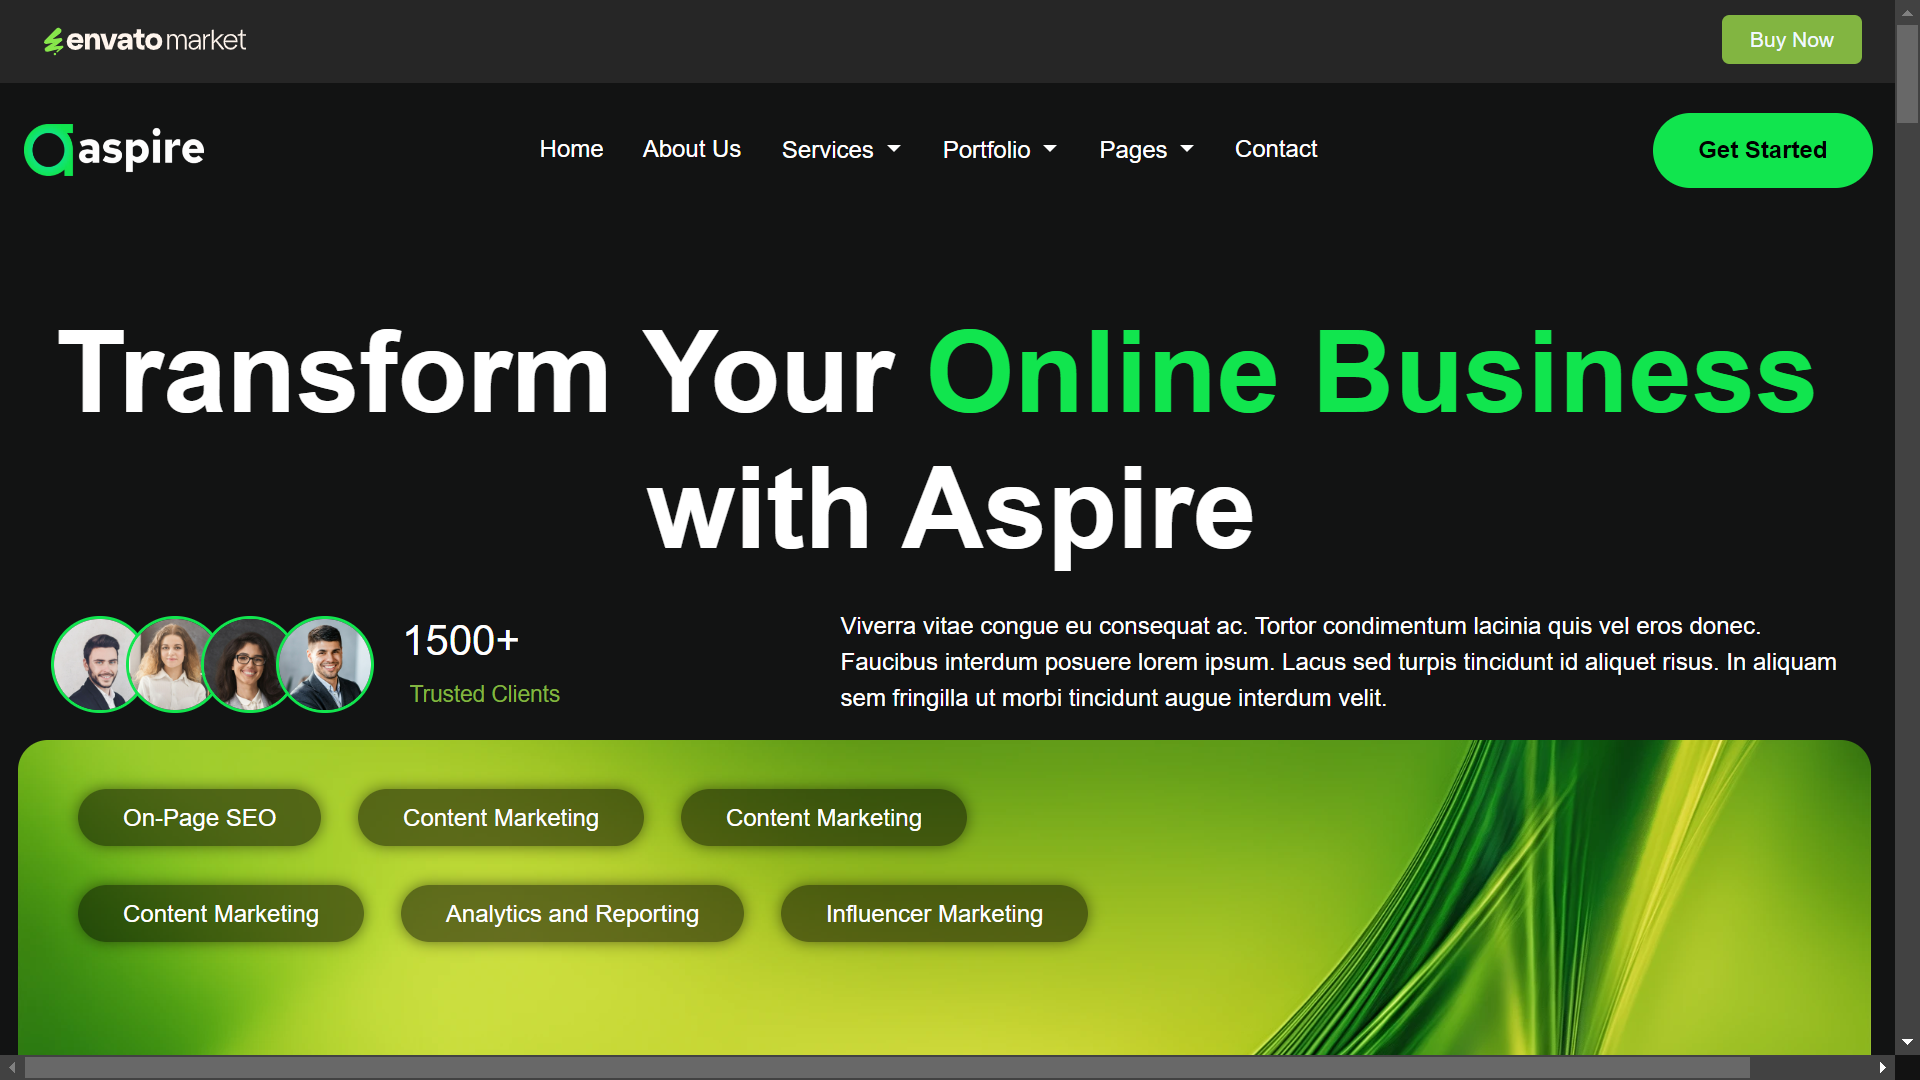 envato market
Buy Now
aspire
Home
About Us
Services
Portfolio
Pages
Contact
Get Started
Transform Your Online Business
with Aspire
1500+
Trusted Clients
Viverra vitae congue eu consequat ac. Tortor condimentum lacinia quis vel eros donec.
Faucibus interdum posuere lorem ipsum. Lacus sed turpis tincidunt id aliquet risus. In aliquam
sem fringilla ut morbi tincidunt augue interdum velit.
On-Page SEO
Content Marketing
Content Marketing
Content Marketing
Analytics and Reporting
Influencer Marketing